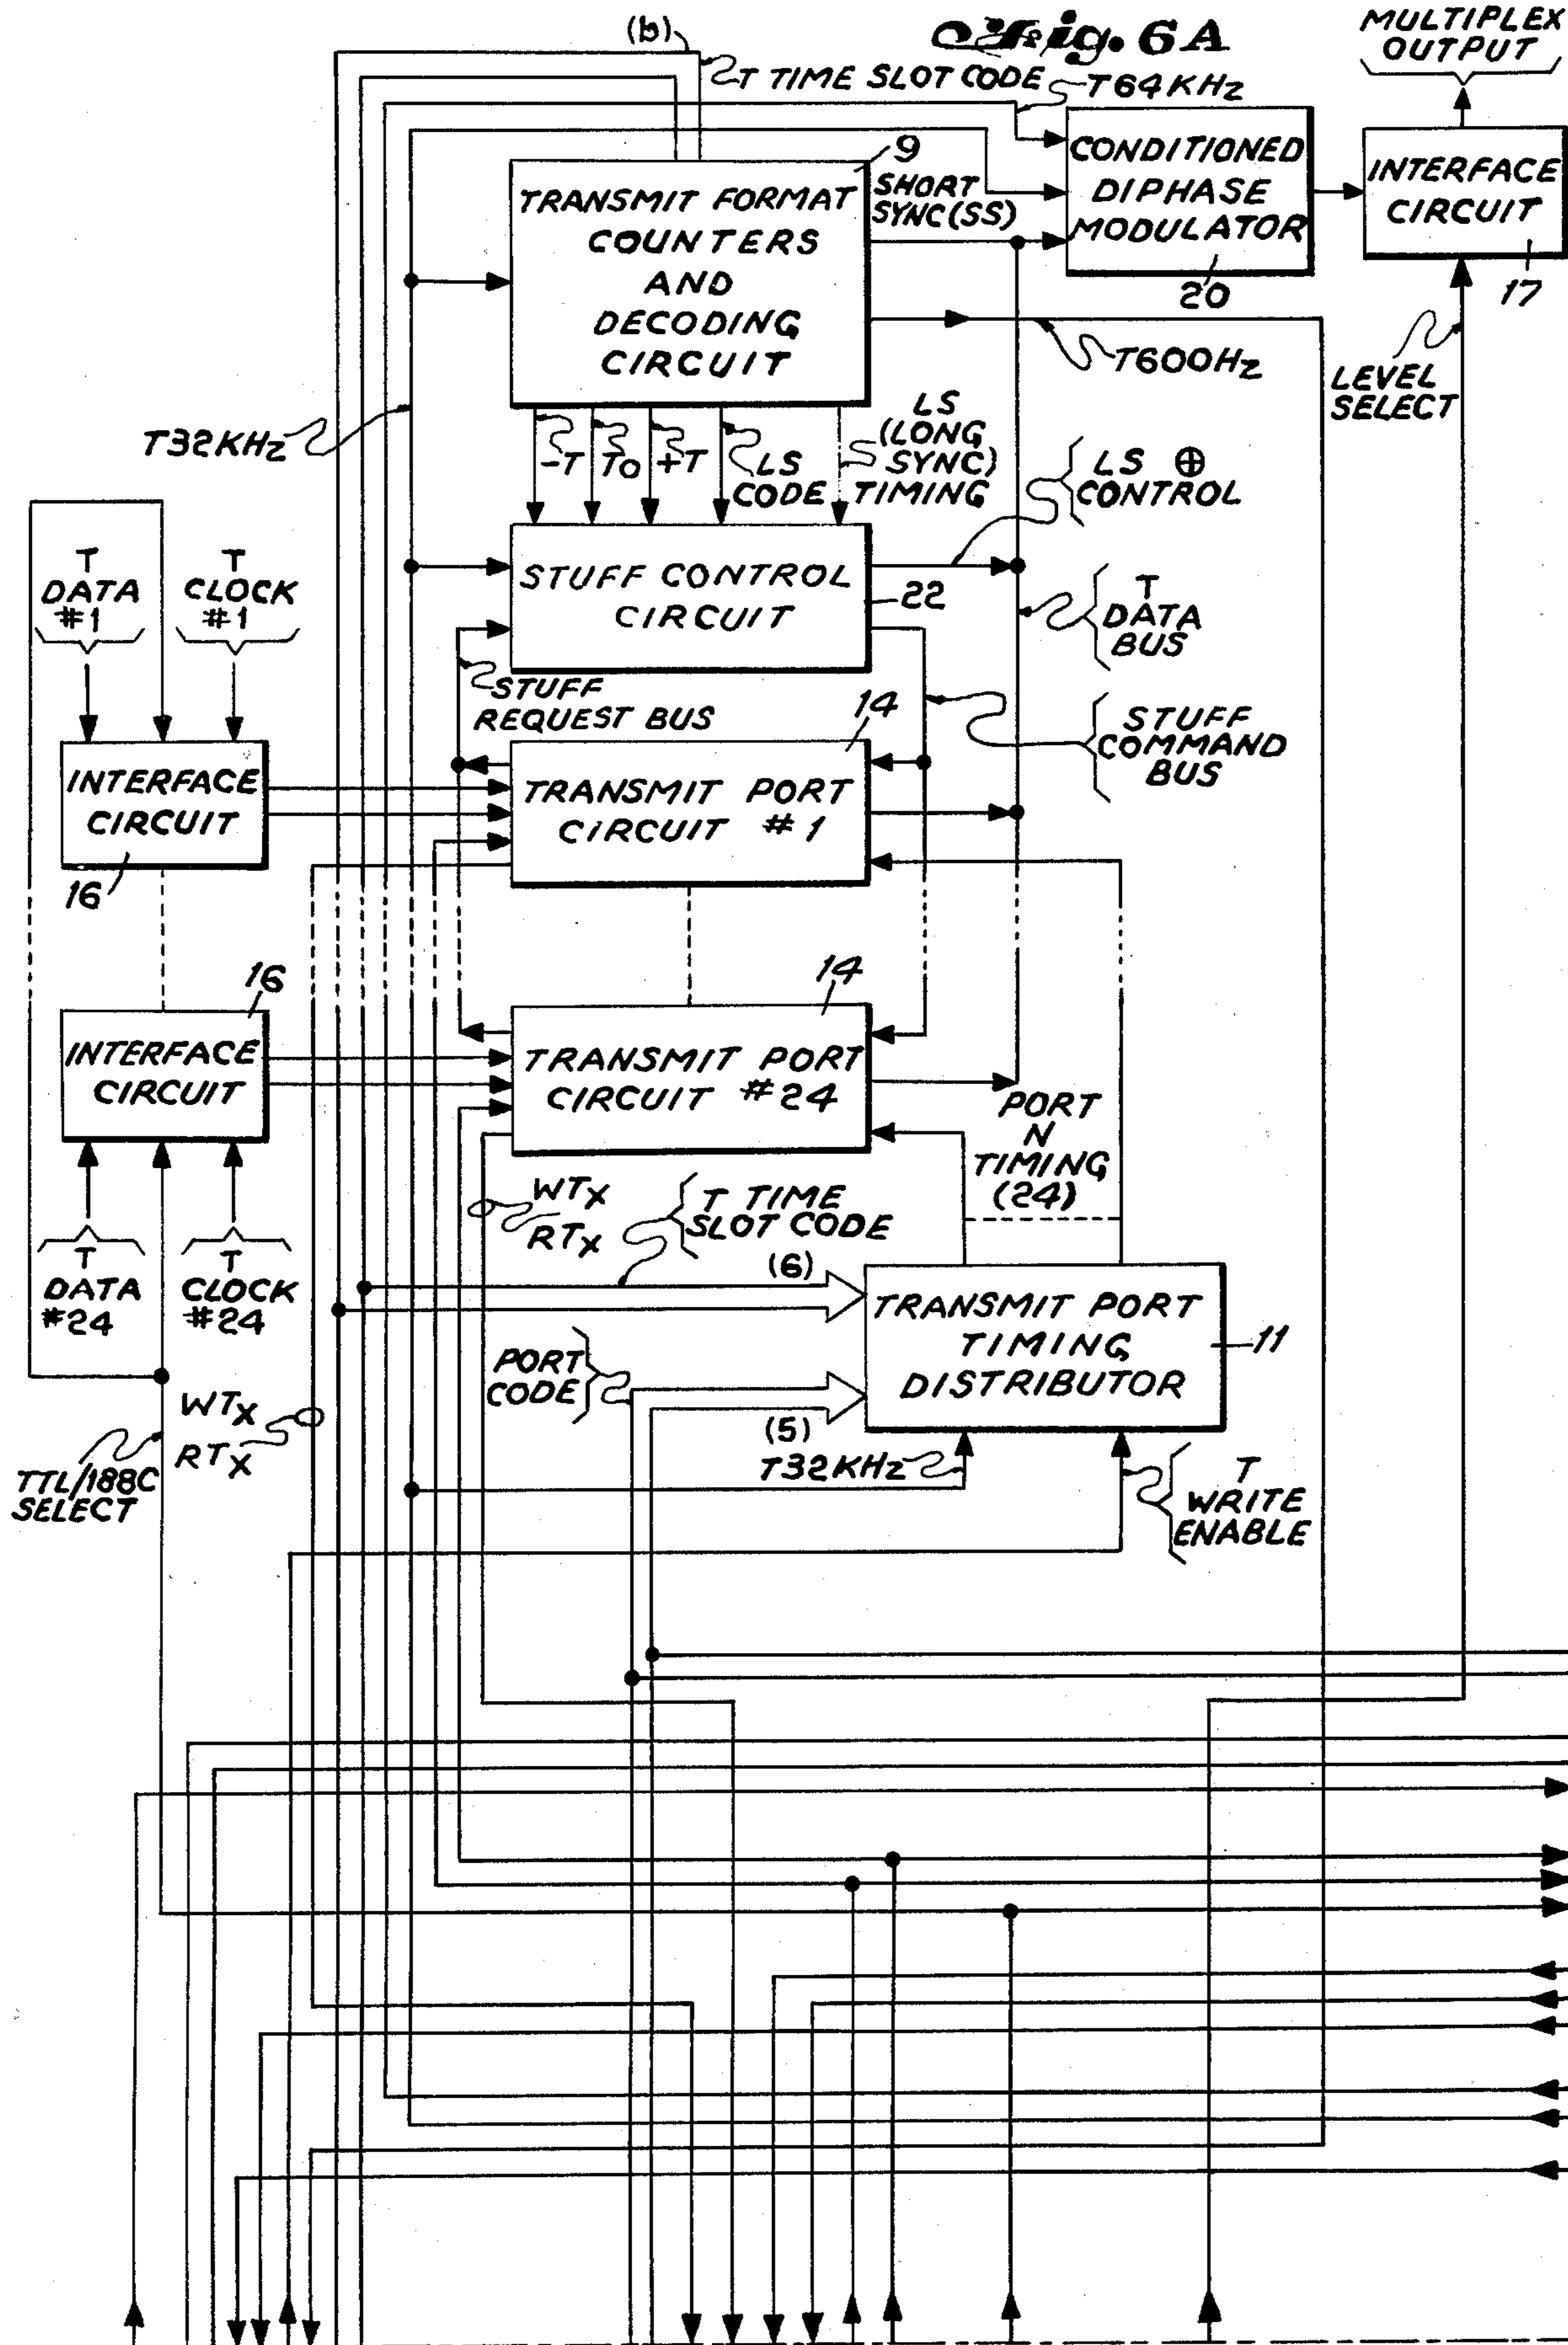 Fig. 6A
MULTIPLEX
OUTPUT
(b)
T TIME SLOT CODE
T64KHz
9
TRANSMIT FORMAT
COUNTERS
AND
DECODING
CIRCUIT
SHORT
SYNC(SS)
CONDITIONED
DIPHASE
MODULATOR
20
INTERFACE
CIRCUIT
17
T600Hz
LEVEL
SELECT
T32KHz
-T
TO
+T
LS
CODE
LS
(LONG
SYNC)
TIMING
LS ⊕
CONTROL
STUFF CONTROL
CIRCUIT
22
T
DATA
BUS
T
DATA
#1
T
CLOCK
#1
STUFF
REQUEST BUS
STUFF
COMMAND
BUS
14
INTERFACE
CIRCUIT
16
TRANSMIT PORT
CIRCUIT #1
16
INTERFACE
CIRCUIT
14
TRANSMIT PORT
CIRCUIT #24
PORT
N
TIMING
(24)
T
DATA
#24
T
CLOCK
#24
WTX
RTX
T TIME
SLOT CODE
(6)
TRANSMIT PORT
TIMING
DISTRIBUTOR
11
PORT
CODE
(5)
T32KHz
T
WRITE
ENABLE
WTX
RTX
TTL/188C
SELECT